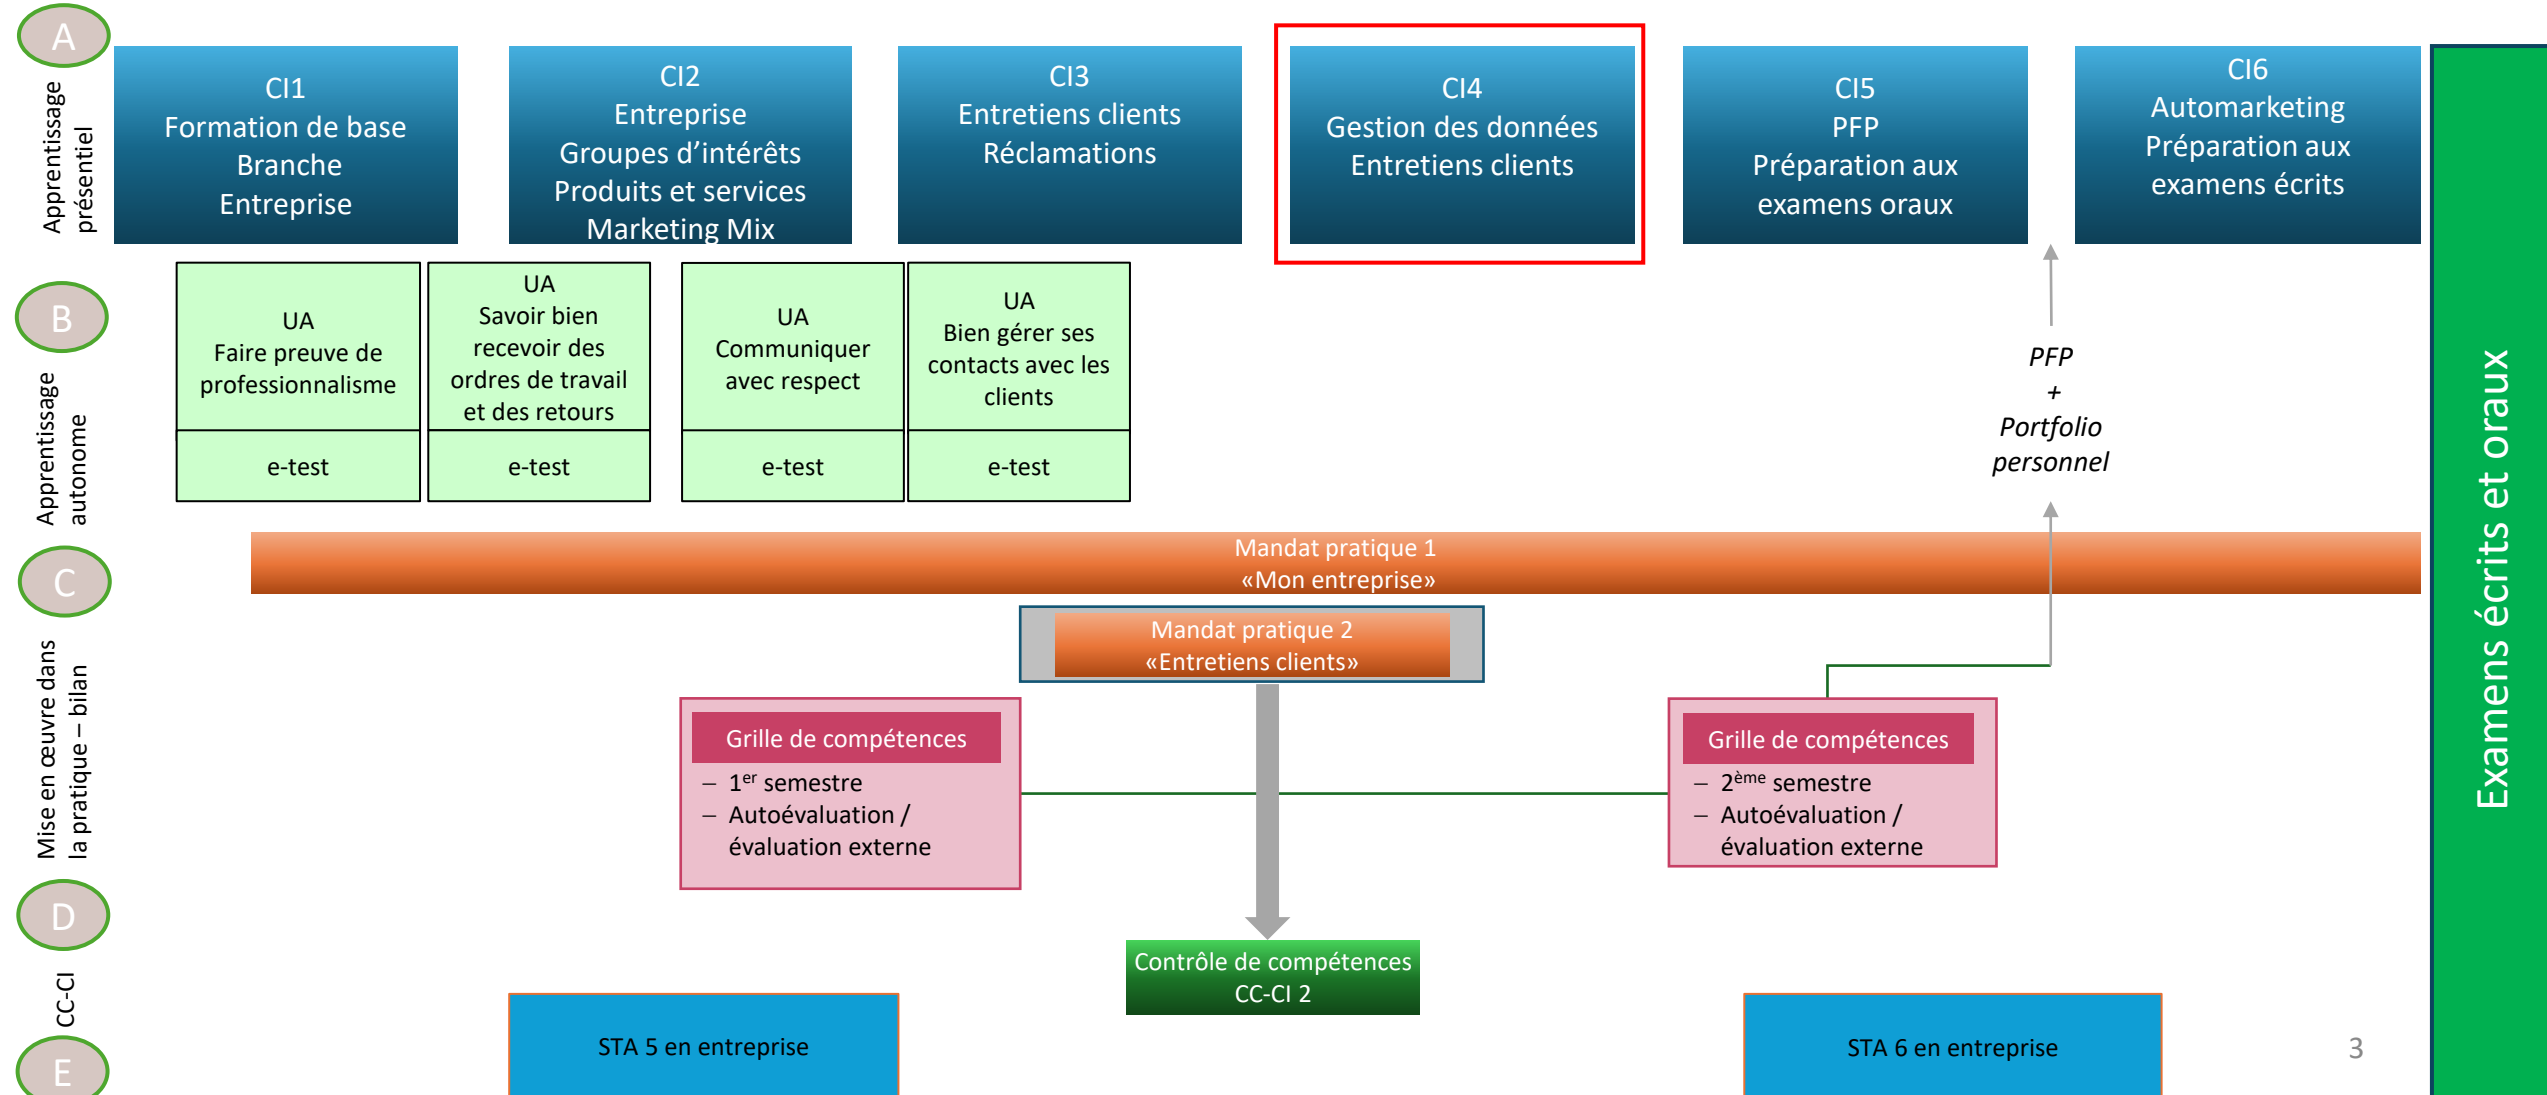 A
Apprentissage
présentiel
CI1
Formation de base
Branche
Entreprise
CI2
Entreprise
Groupes d’intérêts
Produits et services
Marketing Mix
CI3
Entretiens clients
Réclamations
CI4
Gestion des données
Entretiens clients
CI5
PFP
Préparation aux
examens oraux
CI6
Automarketing
Préparation aux
examens écrits
Examens écrits et oraux
B
Apprentissage
autonome
UA
Faire preuve de
professionnalisme
e-test
UA
Savoir bien
recevoir des
ordres de travail
et des retours
e-test
UA
Communiquer
avec respect
e-test
UA
Bien gérer ses
contacts avec les
clients
e-test
PFP
+
Portfolio
personnel
C
Mise en œuvre dans
la pratique – bilan
Mandat pratique 1
«Mon entreprise»
Mandat pratique 2
«Entretiens clients»
Grille de compétences
– 1er semestre
– Autoévaluation /
évaluation externe
Grille de compétences
– 2ème semestre
– Autoévaluation /
évaluation externe
D
CC-CI
Contrôle de compétences
CC-CI 2
E
STA 5 en entreprise
STA 6 en entreprise
3